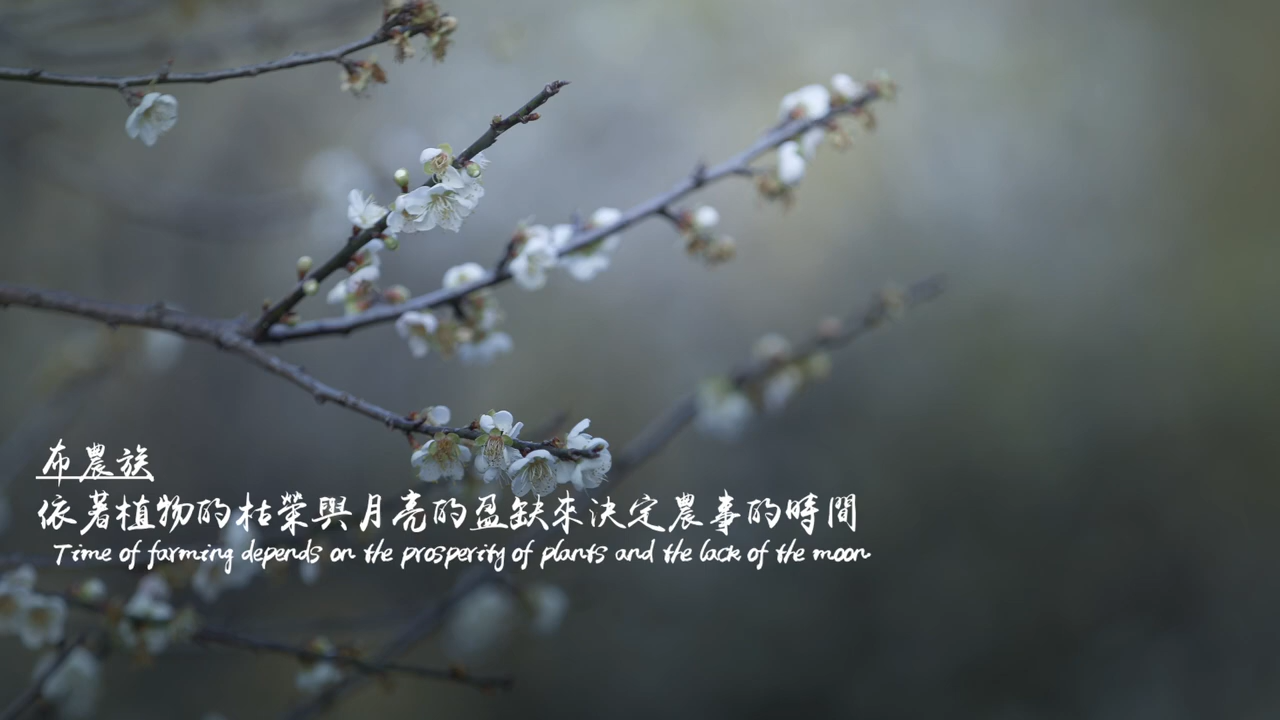 布農族
依著植物的枯榮與月亮的盈缺來決定農事的時間
Time of farming depends on the prosperity of plants and the lack of the moon